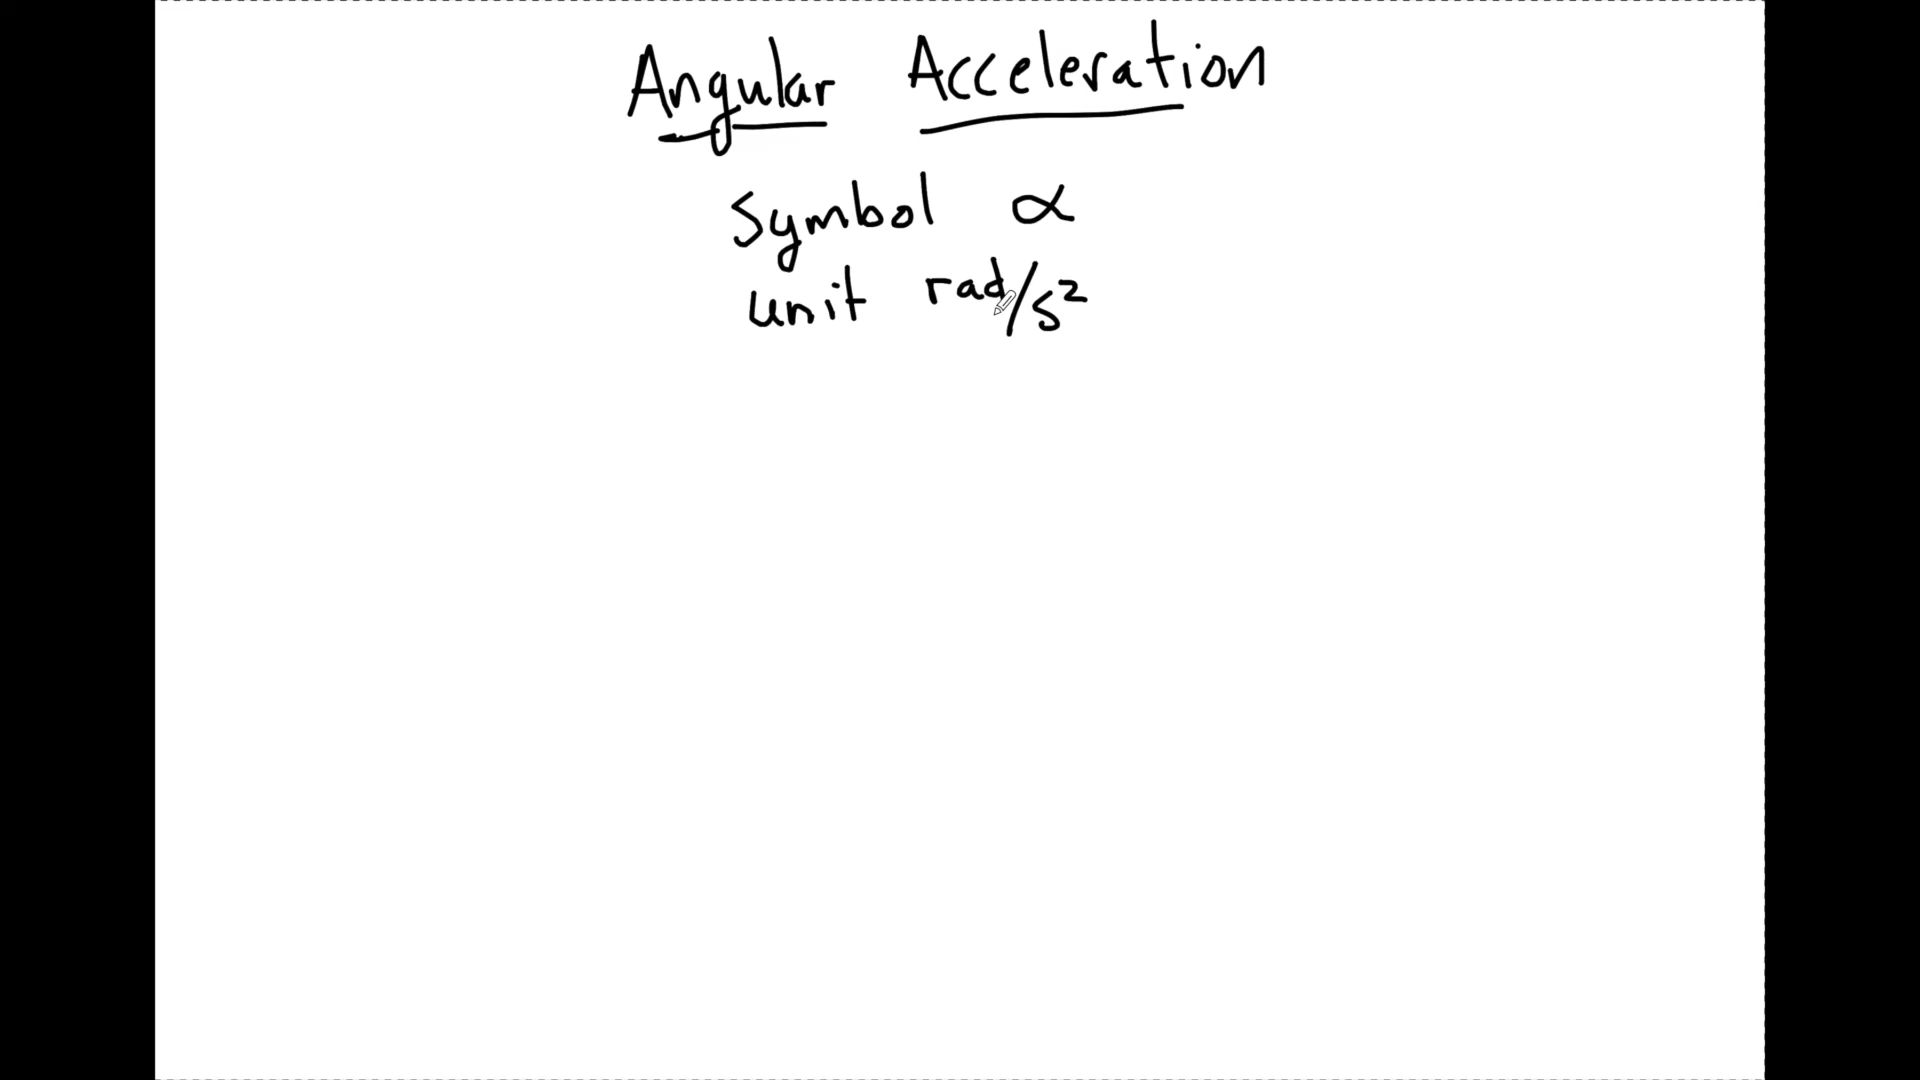 Angular Acceleration
Symbol α
unit rad/s²